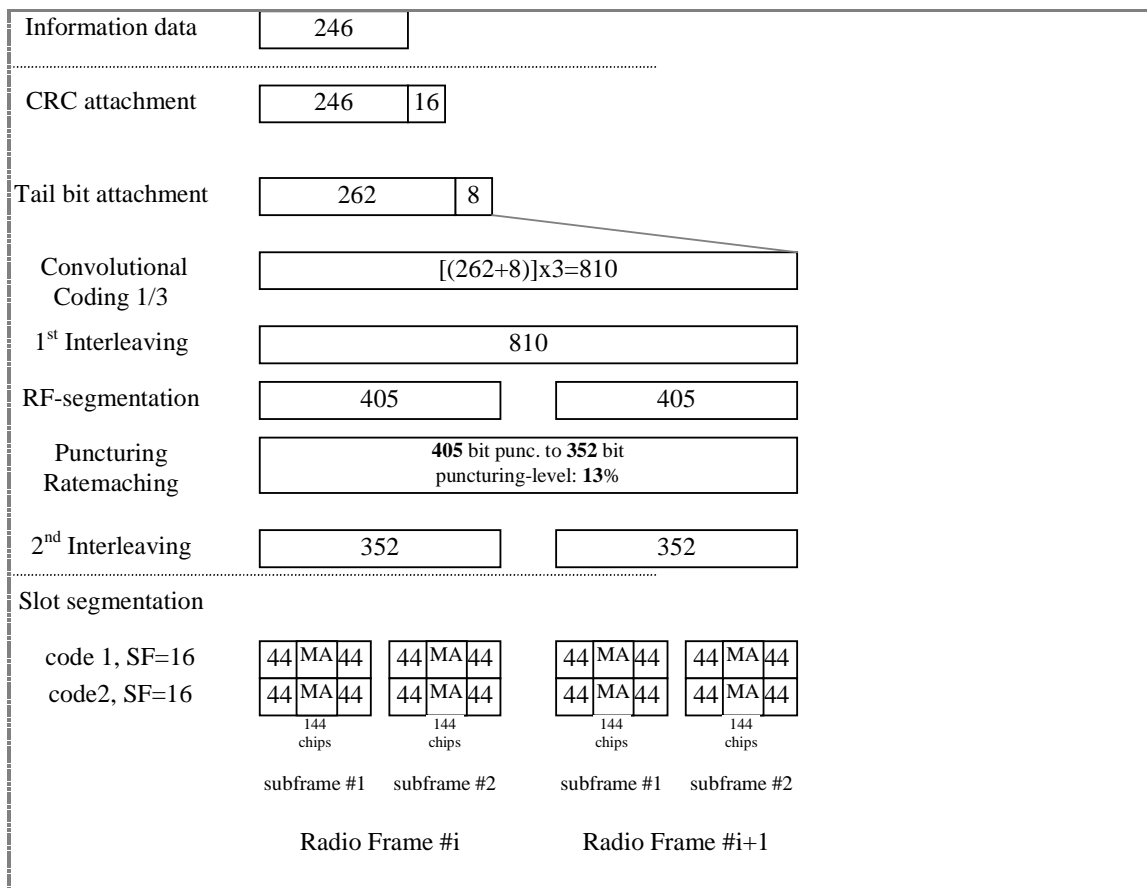 Information data 246
CRC attachment 246 16
Tail bit attachment 262 8
Convolutional
Coding 1/3
[(262+8)]x3=810
1st Interleaving 810
RF-segmentation 405 405
Puncturing
Ratemaching
405 bit punc. to 352 bit
puncturing-level: 13%
2nd Interleaving 352 352
Slot segmentation
code 1, SF=16 44 MA 44 44 MA 44 44 MA 44 44 MA 44
code2, SF=16 44 MA 44 44 MA 44 44 MA 44 44 MA 44
144 144 144 144
chips chips chips chips
subframe #1 subframe #2 subframe #1 subframe #2
Radio Frame #i Radio Frame #i+1